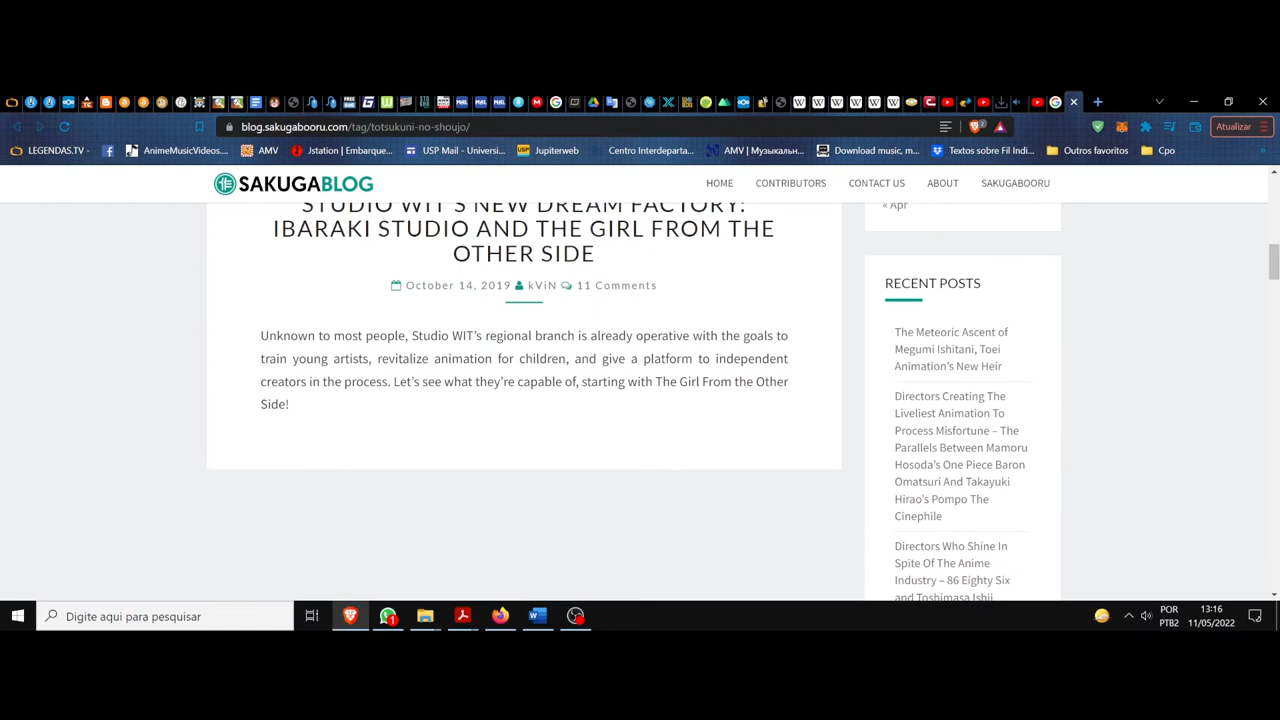 blog.sakugabooru.com/tag/totsukuni-no-shoujo/
2
Atualizar
LEGENDAS.TV -
AnimeMusicVideos....
AMV
Jstation | Embarque...
USP Mail - Universi...
Jupiterweb
Centro Interdeparta...
AMV | Музыкальн...
Download music, m...
Textos sobre Fil Indi...
Outros favoritos
Cpo
SAKUGABLOG
HOME
CONTRIBUTORS
CONTACT US
ABOUT
SAKUGABOORU
STUDIO WIT'S NEW DREAM FACTORY:
IBARAKI STUDIO AND THE GIRL FROM THE
OTHER SIDE
October 14, 2019 kViN 11 Comments
Unknown to most people, Studio WIT's regional branch is already operative with the goals to
train young artists, revitalize animation for children, and give a platform to independent
creators in the process. Let's see what they're capable of, starting with The Girl From the Other
Side!
« Apr
RECENT POSTS
The Meteoric Ascent of
Megumi Ishitani, Toei
Animation's New Heir
Directors Creating The
Liveliest Animation To
Process Misfortune – The
Parallels Between Mamoru
Hosoda's One Piece Baron
Omatsuri And Takayuki
Hirao's Pompo The
Cinephile
Directors Who Shine In
Spite Of The Anime
Industry – 86 Eighty Six
and Toshimasa Ishii
Digite aqui para pesquisar
1
POR
PTB2
13:16
11/05/2022